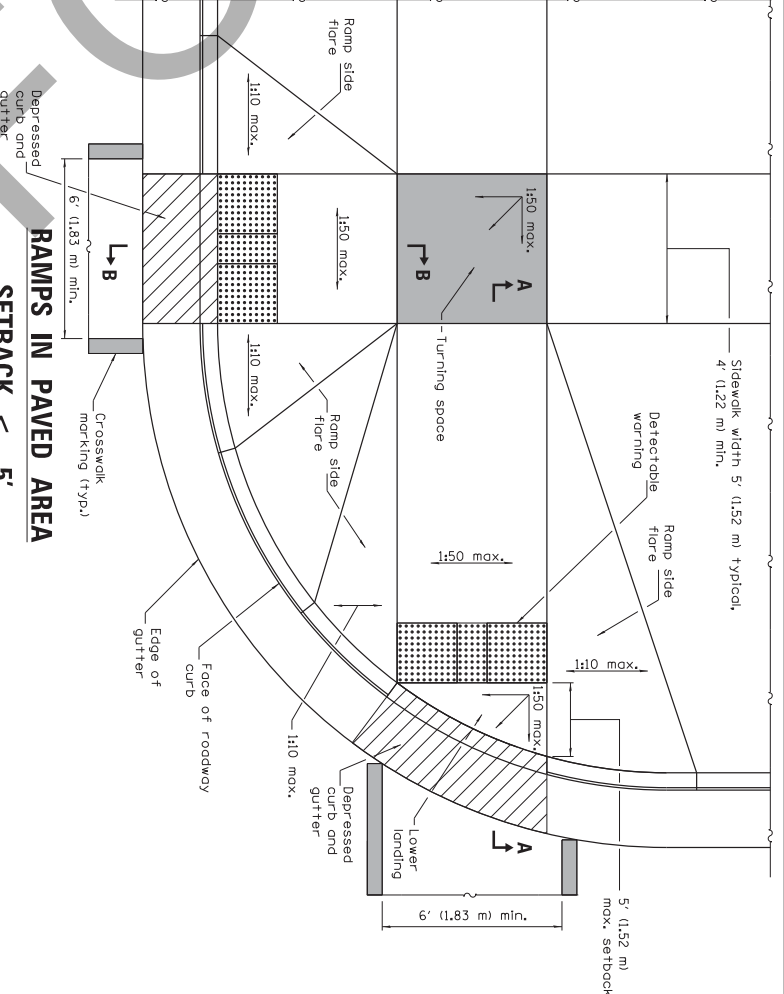 Ramp side
flare
1:10 max.
Depressed
curb and
gutter
6' (1.83 m) min.
B
RAMPS IN PAVED AREA
SETBACK < 5'
1:50 max.
1:50 max.
A
B
Turning space
Sidewalk width 5' (1.52 m) typical,
4' (1.22 m) min.
1:10 max.
Crosswalk
marking (typ.)
Ramp side
flare
Detectable
warning
Ramp side
flare
1:50 max.
1:10 max.
Edge of
gutter
Face of roadway
curb
1:10 max.
1:50 max.
Depressed
curb and
gutter
Lower
landing
A
5' (1.52 m)
max. setback
6' (1.83 m) min.